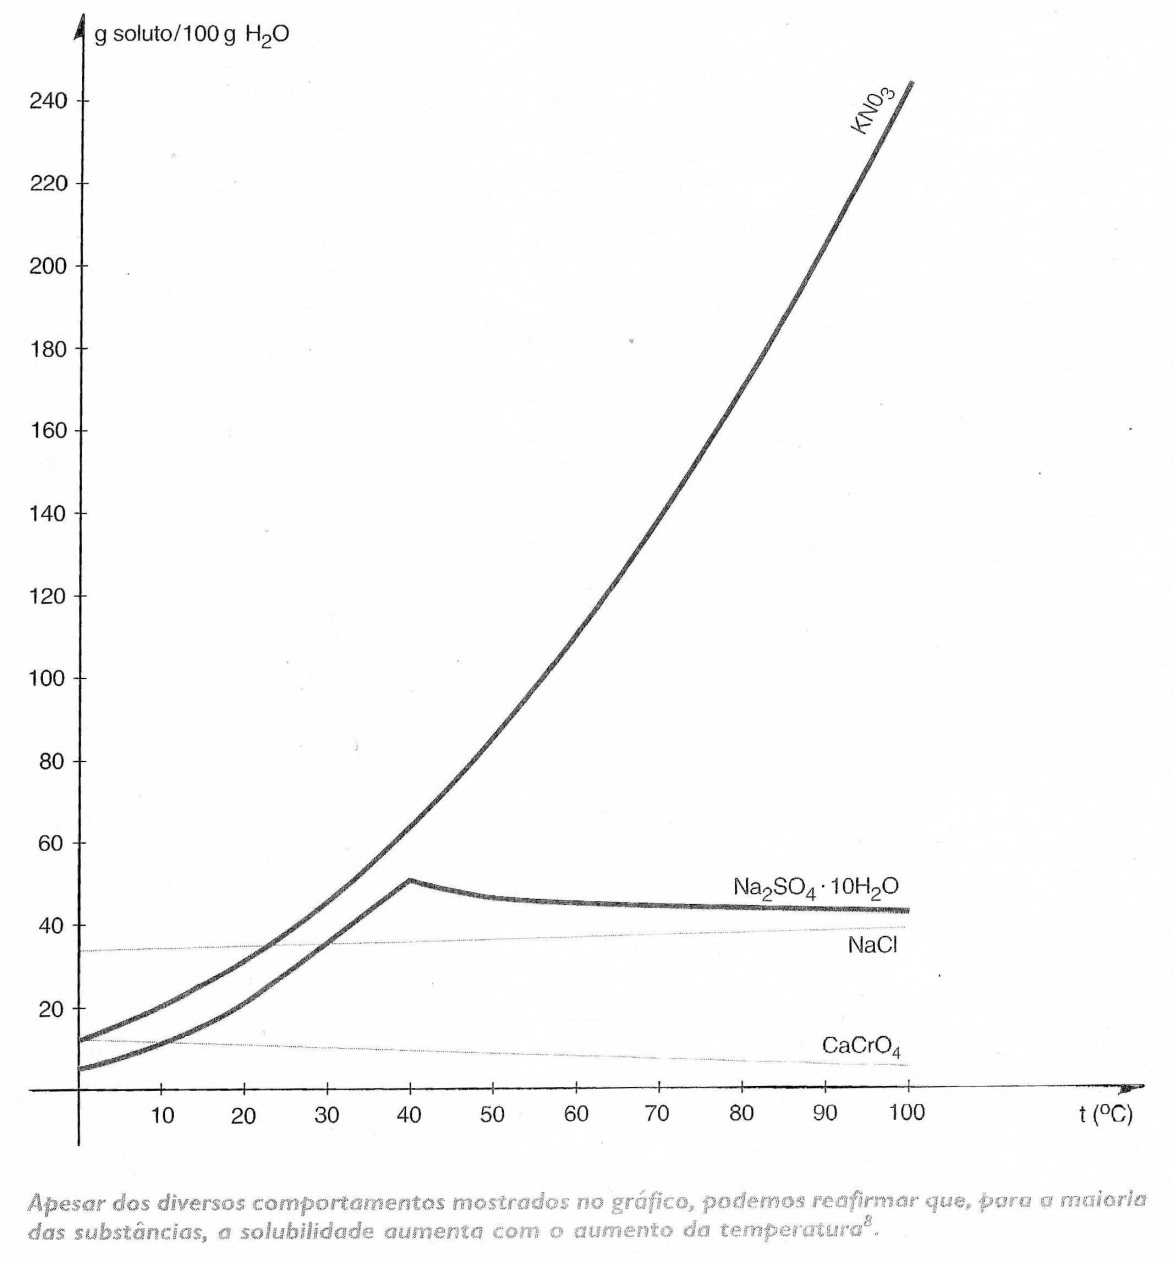 g soluto/100 g H₂O
240
220
200
180
160
140
120
100
80
60
40
20
KNO₃
Na₂SO₄ · 10H₂O
NaCl
CaCrO₄
10 20 30 40 50 60 70 80 90 100 t (ºC)
Apesar dos diversos comportamentos mostrados no gráfico, podemos reafirmar que, para a maioria
das substâncias, a solubilidade aumenta com o aumento da temperatura⁸.